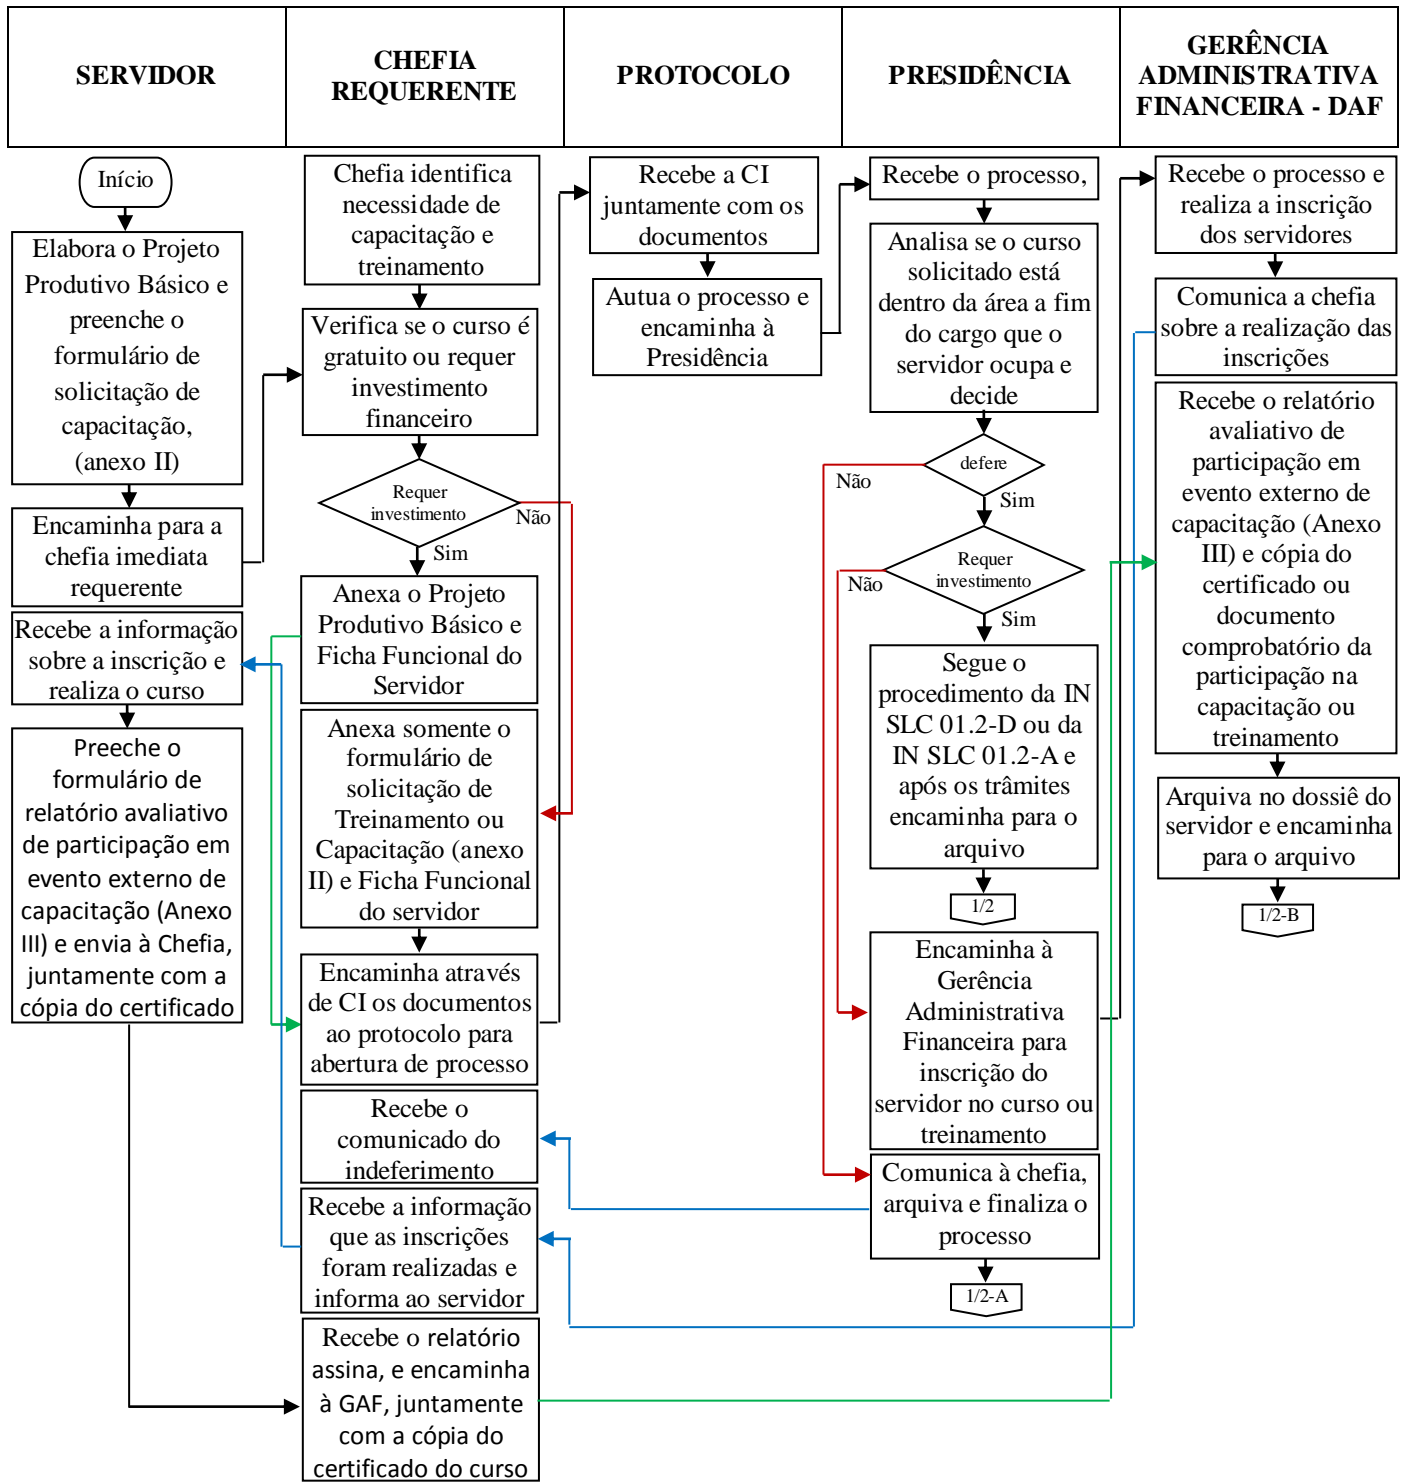 SERVIDOR
CHEFIA
REQUERENTE
PROTOCOLO
PRESIDÊNCIA
GERÊNCIA
ADMINISTRATIVA
FINANCEIRA - DAF
Início
Elabora o Projeto
Produtivo Básico e
preenche o
formulário de
solicitação de
capacitação,
(anexo II)
Encaminha para a
chefia imediata
requerente
Recebe a informação
sobre a inscrição e
realiza o curso
Preeche o
formulário de
relatório avaliativo
de participação em
evento externo de
capacitação (Anexo
III) e envia à Chefia,
juntamente com a
cópia do certificado
Chefia identifica
necessidade de
capacitação e
treinamento
Verifica se o curso é
gratuito ou requer
investimento
financeiro
Requer
investimento
Não
Sim
Anexa o Projeto
Produtivo Básico e
Ficha Funcional do
Servidor
Anexa somente o
formulário de
solicitação de
Treinamento ou
Capacitação (anexo
II) e Ficha Funcional
do servidor
Encaminha através
de CI os documentos
ao protocolo para
abertura de processo
Recebe o
comunicado do
indeferimento
Recebe a informação
que as inscrições
foram realizadas e
informa ao servidor
Recebe o relatório
assina, e encaminha
à GAF, juntamente
com a cópia do
certificado do curso
Recebe a CI
juntamente com os
documentos
Autua o processo e
encaminha à
Presidência
Recebe o processo,
Analisa se o curso
solicitado está
dentro da área a fim
do cargo que o
servidor ocupa e
decide
defere
Não
Sim
Requer
investimento
Não
Sim
Segue o
procedimento da IN
SLC 01.2-D ou da
IN SLC 01.2-A e
após os trâmites
encaminha para o
arquivo
1/2
Encaminha à
Gerência
Administrativa
Financeira para
inscrição do
servidor no curso ou
treinamento
Comunica à chefia,
arquiva e finaliza o
processo
1/2-A
Recebe o processo e
realiza a inscrição
dos servidores
Comunica a chefia
sobre a realização das
inscrições
Recebe o relatório
avaliativo de
participação em
evento externo de
capacitação (Anexo
III) e cópia do
certificado ou
documento
comprobatório da
participação na
capacitação ou
treinamento
Arquiva no dossiê do
servidor e encaminha
para o arquivo
1/2-B